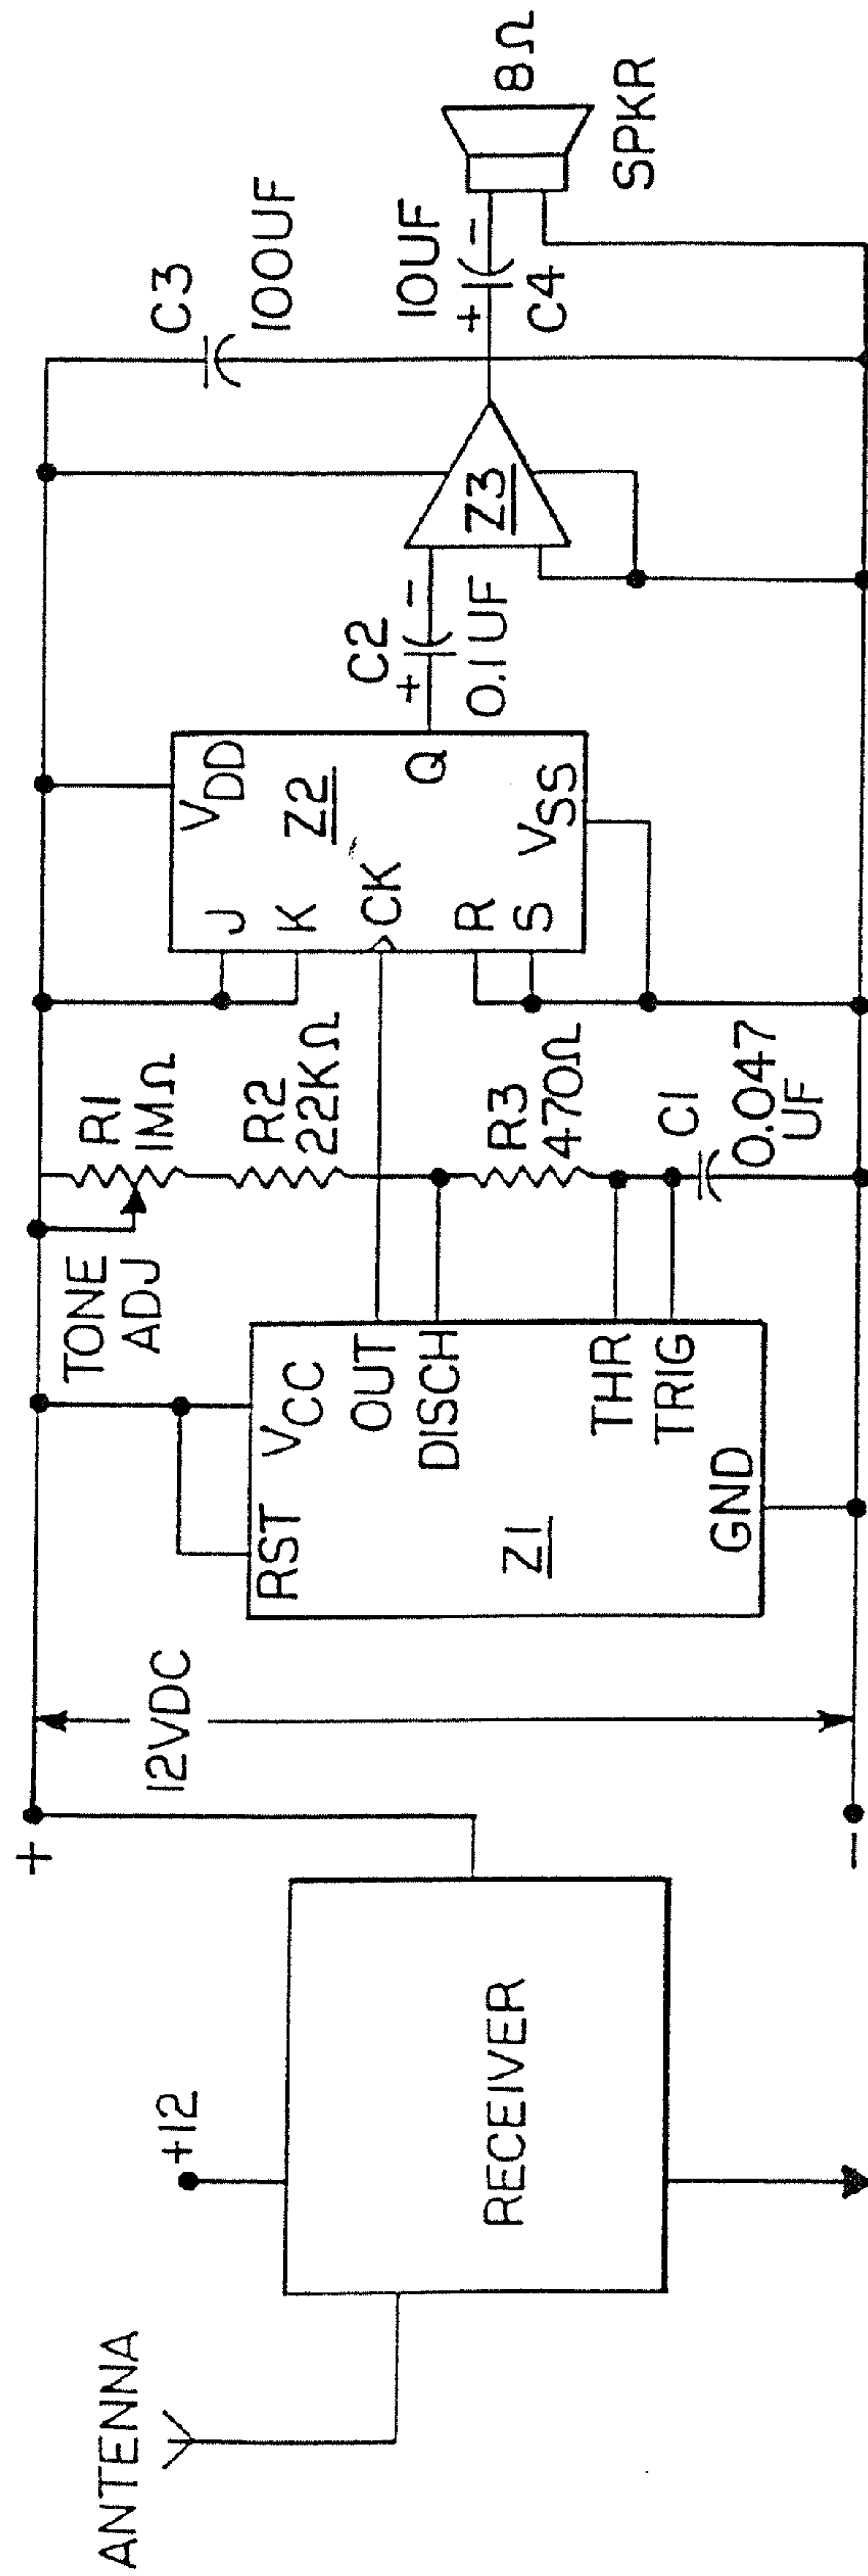 ANTENNA
+12
RECEIVER
+
12VDC
−
RST
VCC
OUT
DISCH
THR
TRIG
GND
Z1
TONE
ADJ
R1
1MΩ
R2
22KΩ
R3
470Ω
C1
0.047
UF
J
K
CK
R
S
VDD
Z2
Q
VSS
C2
+ −
0.1UF
Z3
C3
100UF
10UF
+ −
C4
8Ω
SPKR